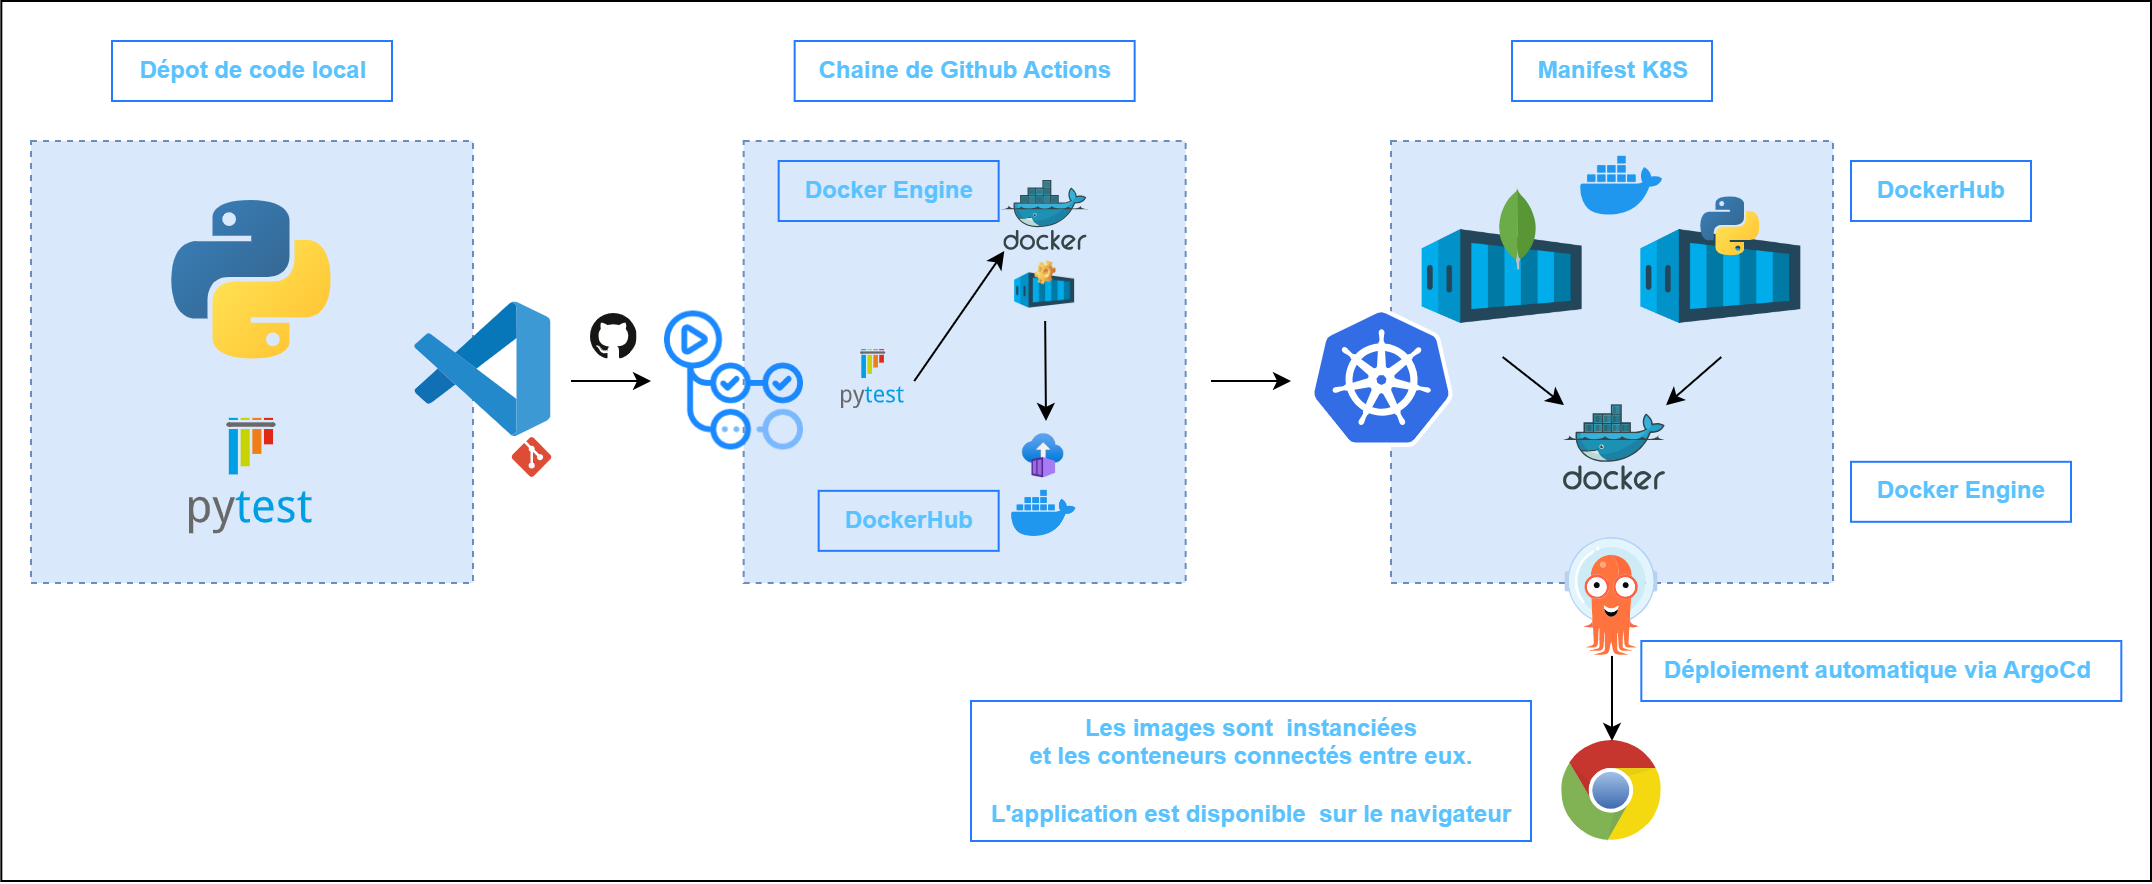 Dépot de code local
Chaine de Github Actions
Manifest K8S
pytest
Docker Engine
docker
pytest
DockerHub
DockerHub
docker
Docker Engine
Déploiement automatique via ArgoCd
Les images sont  instanciées
et les conteneurs connectés entre eux.
L'application est disponible  sur le navigateur